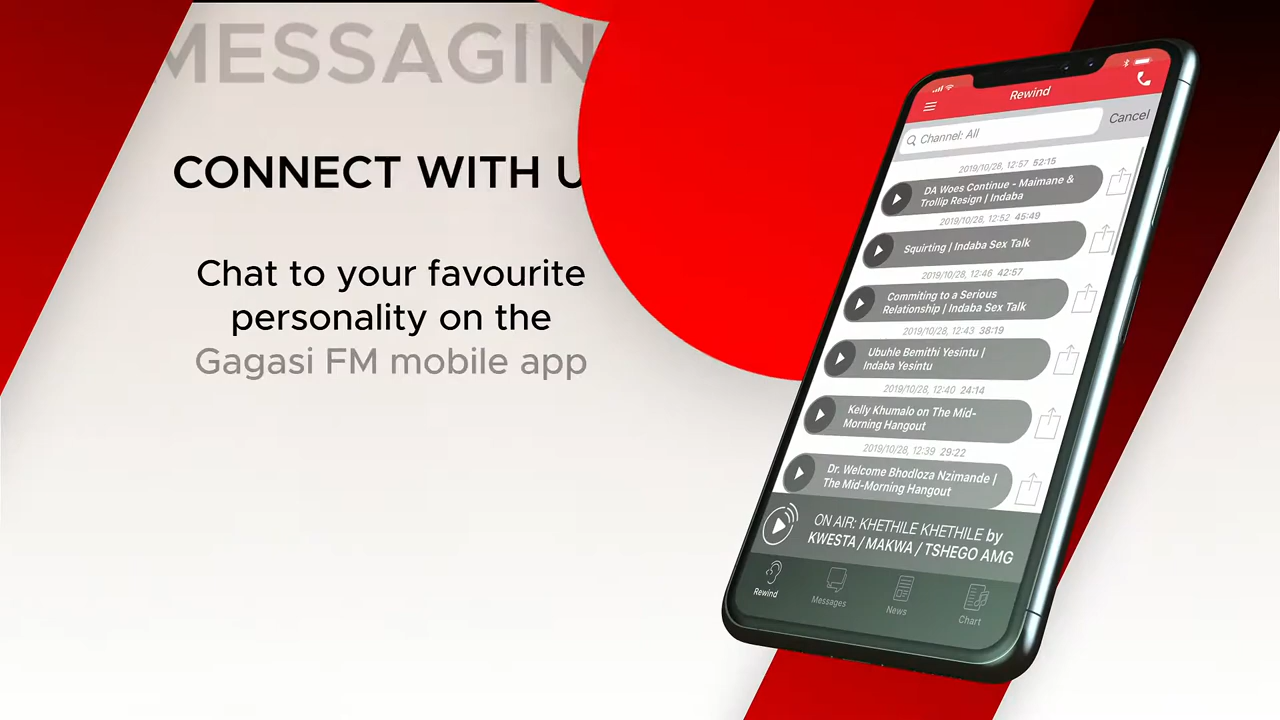 MESSAGIN
CONNECT WITH U
Chat to your favourite
personality on the
Gagasi FM mobile app
Rewind
Channel: All
Cancel
2019/10/28, 12:57 52:15
DA Woes Continue - Maimane &
Trollip Resign | Indaba
2019/10/28, 12:52 45:49
Squirting | Indaba Sex Talk
2019/10/28, 12:46 42:57
Commiting to a Serious
Relationship | Indaba Sex Talk
2019/10/28, 12:43 38:19
Ubuhle Bemithi Yesintu |
Indaba Yesintu
2019/10/28, 12:40 24:14
Kelly Khumalo on The Mid-
Morning Hangout
2019/10/28, 12:39 29:22
Dr. Welcome Bhodloza Nzimande |
The Mid-Morning Hangout
ON AIR: KHETHILE KHETHILE by
KWESTA / MAKWA / TSHEGO AMG
Rewind
Messages
News
Chart